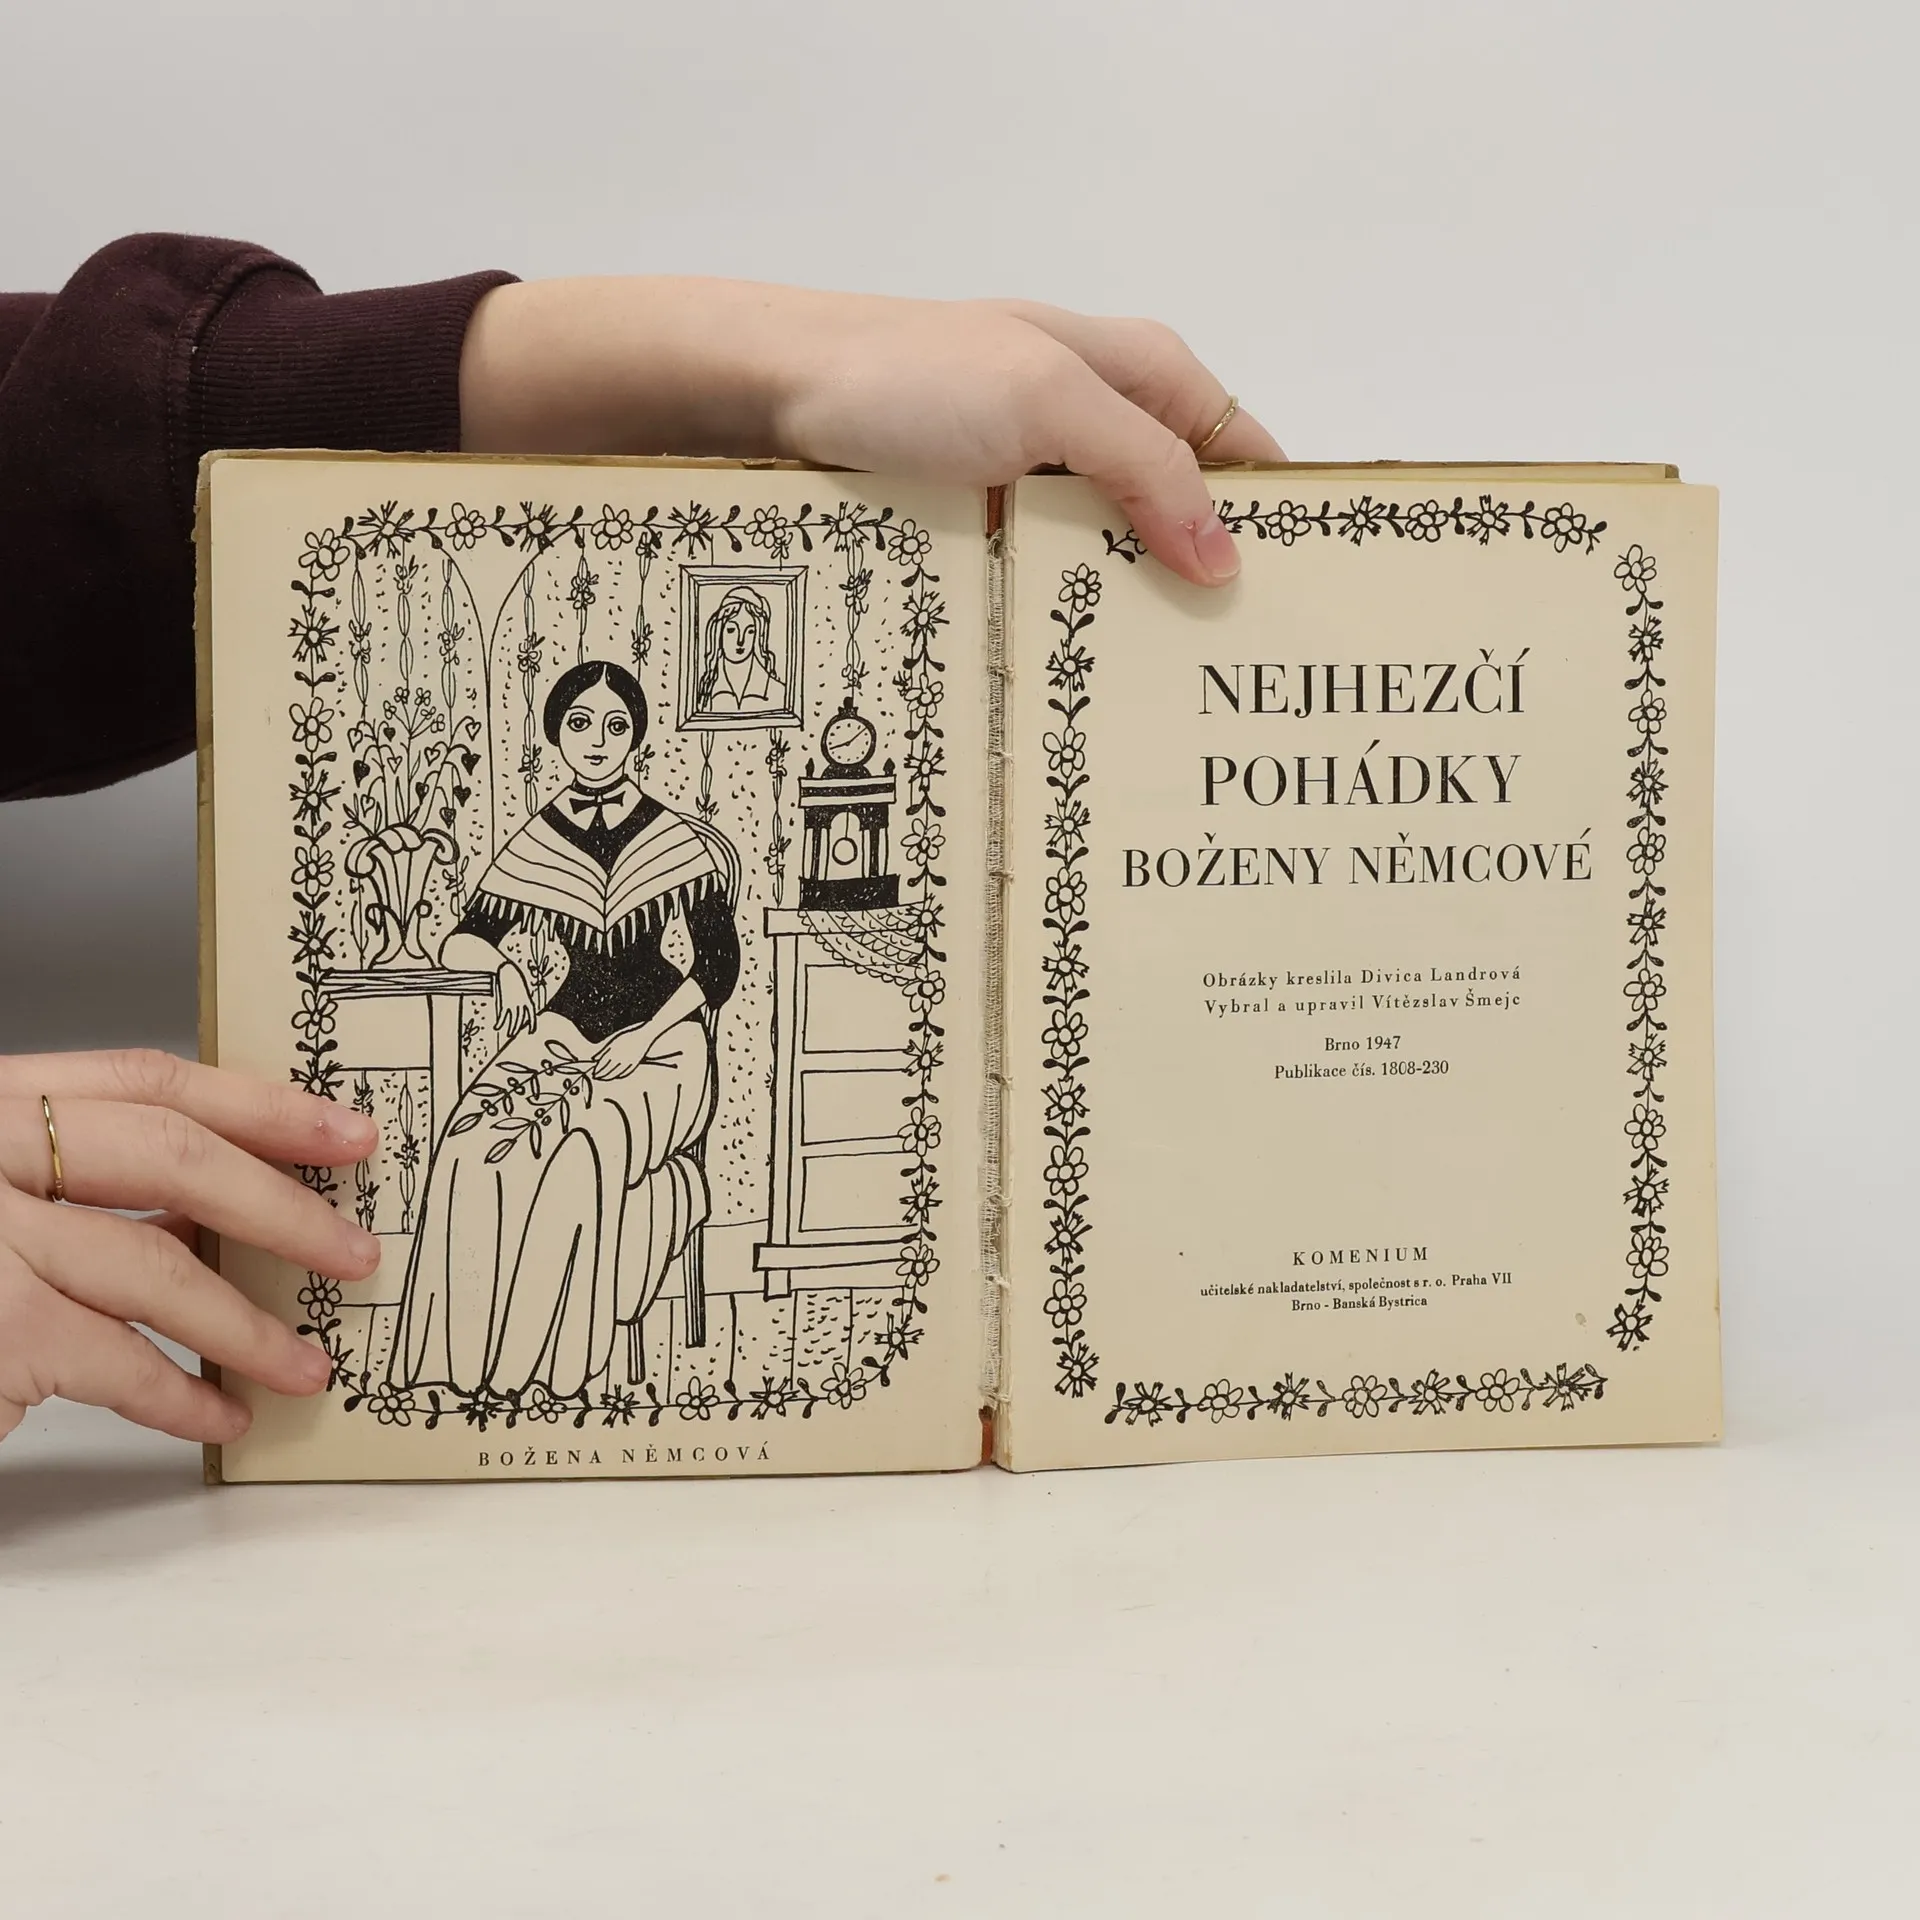 BOŽENA NĚMCOVÁ
NEJHEZČÍ
POHÁDKY
BOŽENY NĚMCOVÉ
Obrázky kreslila Divica Landrová
Vybral a upravil Vítězslav Šmejc
Brno 1947
Publikace čís. 1808-230
KOMENIUM
učitelské nakladatelství, společnost s r. o. Praha VII
Brno - Banská Bystrica